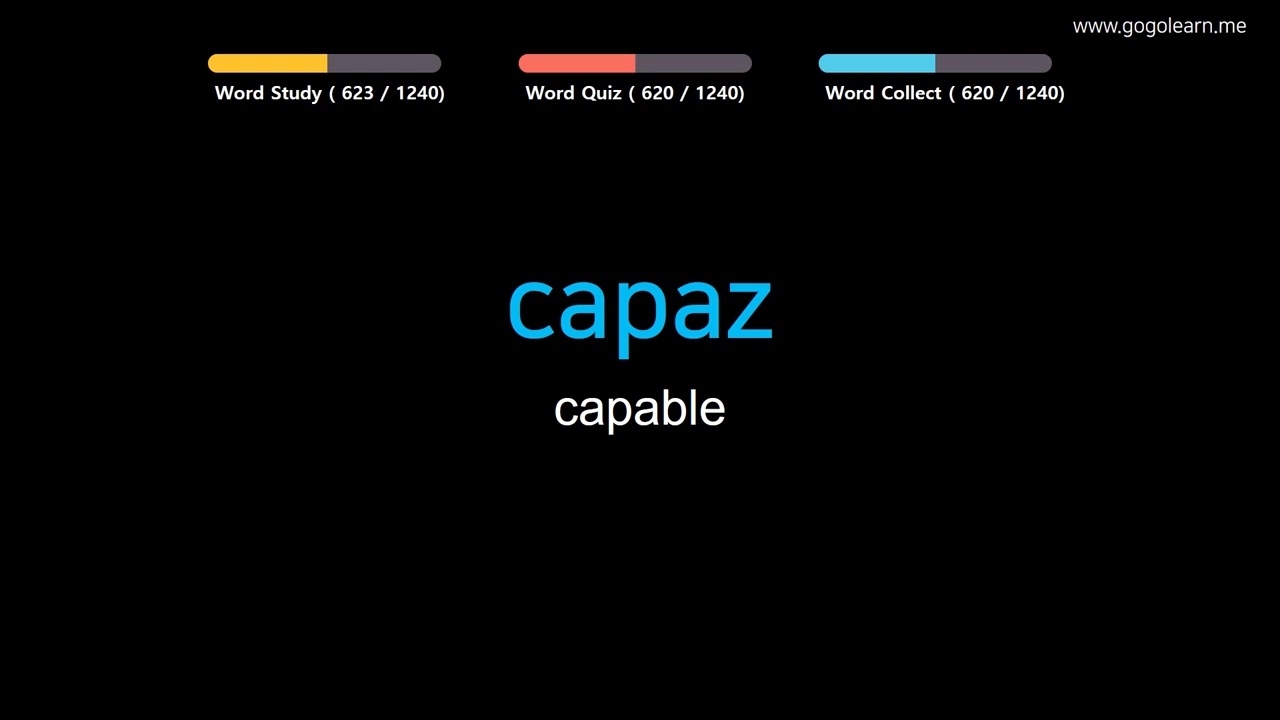 www.gogolearn.me
Word Study ( 623 / 1240)
Word Quiz ( 620 / 1240)
Word Collect ( 620 / 1240)
capaz
capable